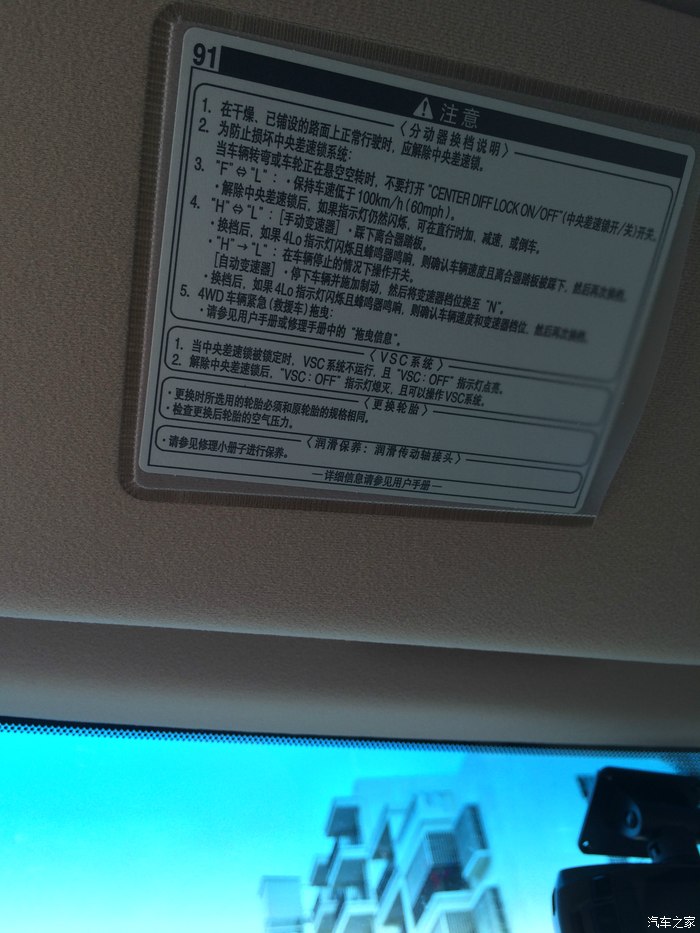 91
注意
〈分动器换档说明〉
1. 在干燥、已铺设的路面上正常行驶时，应解除中央差速锁。
2. 为防止损坏中央差速锁系统：
当车辆转弯或车轮正在悬空空转时，不要打开 "CENTER DIFF LOCK ON/OFF"(中央差速锁开/关)开关。
3. "F"⇔"L"：·保持车速低于100km/h(60mph)。
·解除中央差速锁后，如果指示灯仍然闪烁，可在直行时加、减速，或倒车。
4. "H"⇔"L"：[手动变速器]·踩下离合器踏板。
·换挡后，如果4Lo指示灯闪烁且蜂鸣器鸣响，则确认车辆速度且离合器踏板被踩下，然后再次换档。
"H"→"L"：在车辆停止的情况下操作开关。
[自动变速器]·停下车辆并施加制动，然后将变速器档位换至"N"。
·换挡后，如果4Lo指示灯闪烁且蜂鸣器鸣响，则确认车辆速度和变速器档位，然后再次换档。
5. 4WD车辆紧急(救援车)拖曳：
·请参见用户手册或修理手册中的"拖曳信息"。
〈VSC系统〉
1. 当中央差速锁被锁定时，VSC系统不运行，且"VSC：OFF"指示灯点亮。
2. 解除中央差速锁后，"VSC：OFF"指示灯熄灭，且可以操作VSC系统。
〈更换轮胎〉
·更换时所选用的轮胎必须和原轮胎的规格相同。
·检查更换后轮胎的空气压力。
〈润滑保养：润滑传动轴接头〉
·请参见修理小册子进行保养。
—详细信息请参见用户手册—
汽车之家